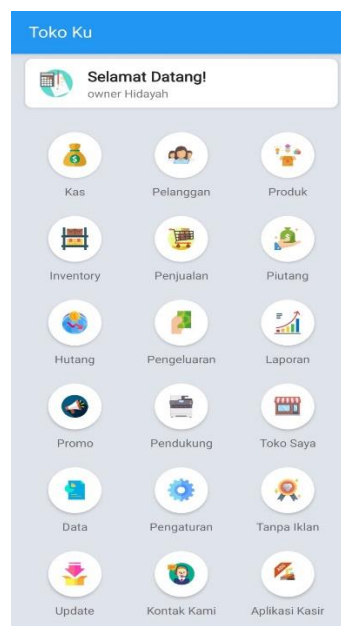 Toko Ku
Selamat Datang!
owner Hidayah
Kas
Pelanggan
Produk
Inventory
Penjualan
Piutang
Hutang
Pengeluaran
Laporan
Promo
Pendukung
Toko Saya
Data
Pengaturan
Tanpa Iklan
Update
Kontak Kami
Aplikasi Kasir